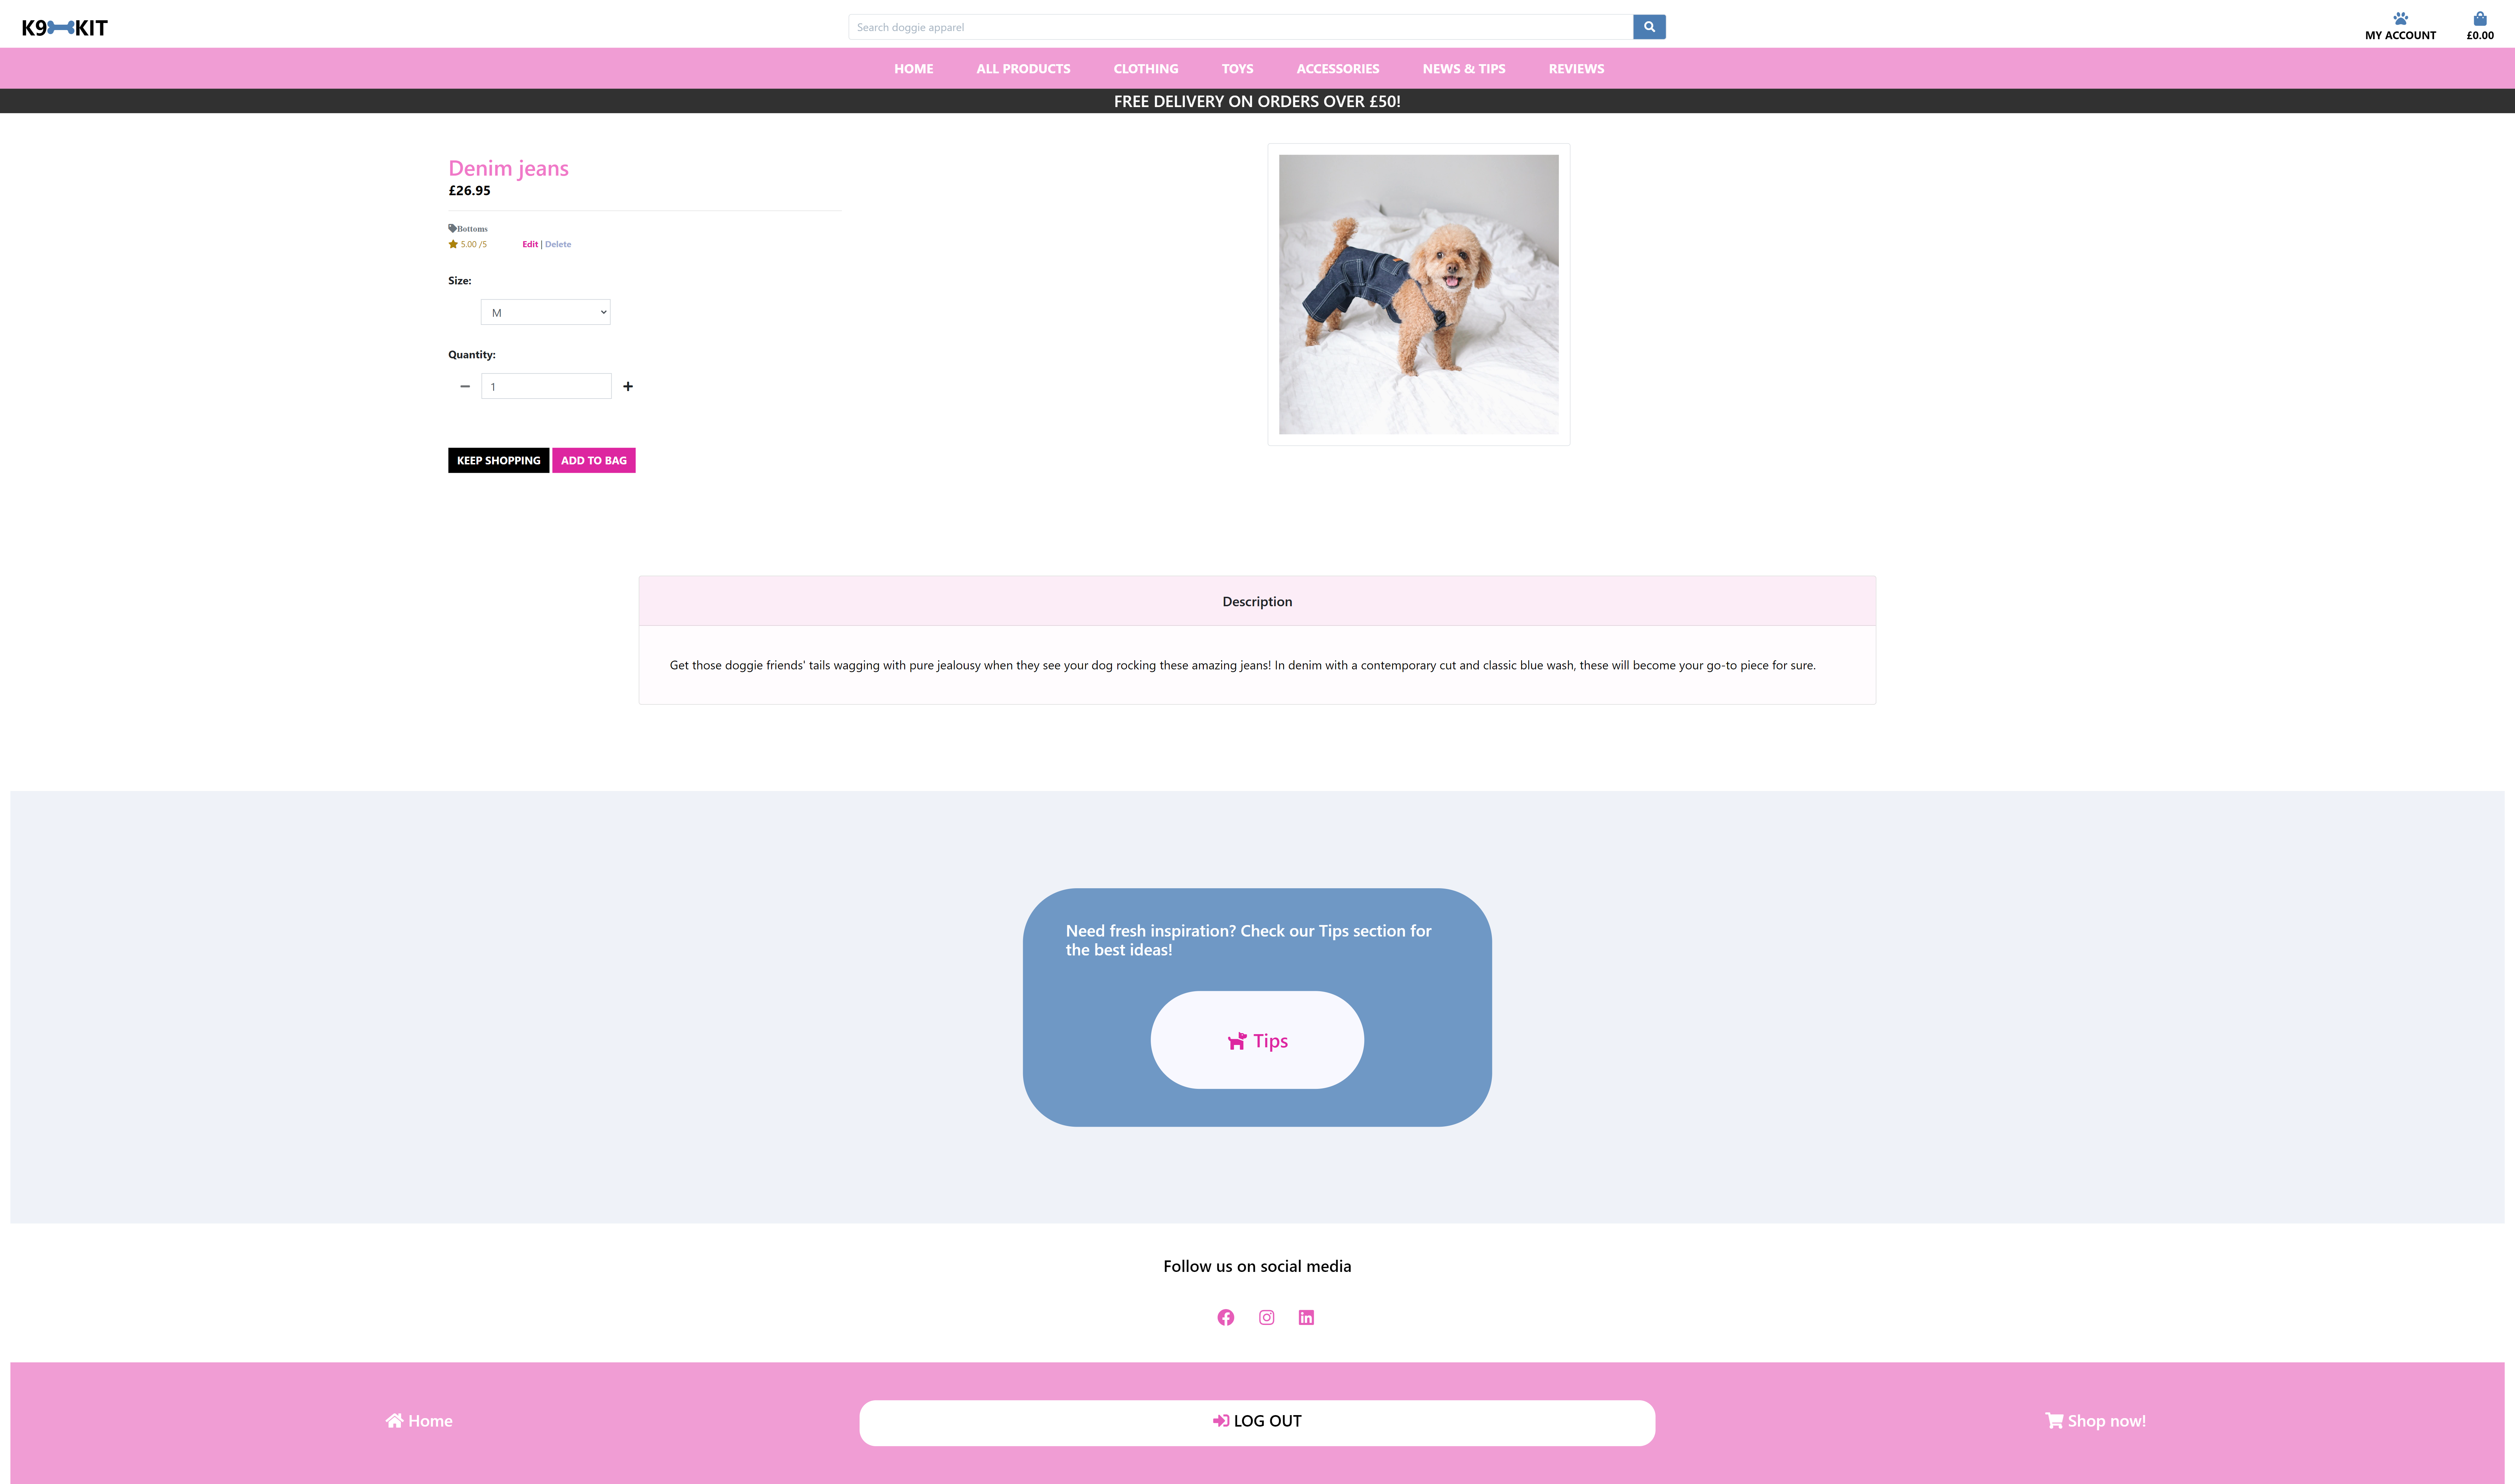 K9 KIT
Search doggie apparel
MY ACCOUNT
£0.00
HOME ALL PRODUCTS CLOTHING TOYS ACCESSORIES NEWS & TIPS REVIEWS
FREE DELIVERY ON ORDERS OVER £50!
Denim jeans
£26.95
Bottoms
5.00 /5 Edit | Delete
Size:
M
Quantity:
1
KEEP SHOPPING ADD TO BAG
Description
Get those doggie friends' tails wagging with pure jealousy when they see your dog rocking these amazing jeans! In denim with a contemporary cut and classic blue wash, these will become your go-to piece for sure.
Need fresh inspiration? Check our Tips section for
the best ideas!
Tips
Follow us on social media
Home LOG OUT Shop now!